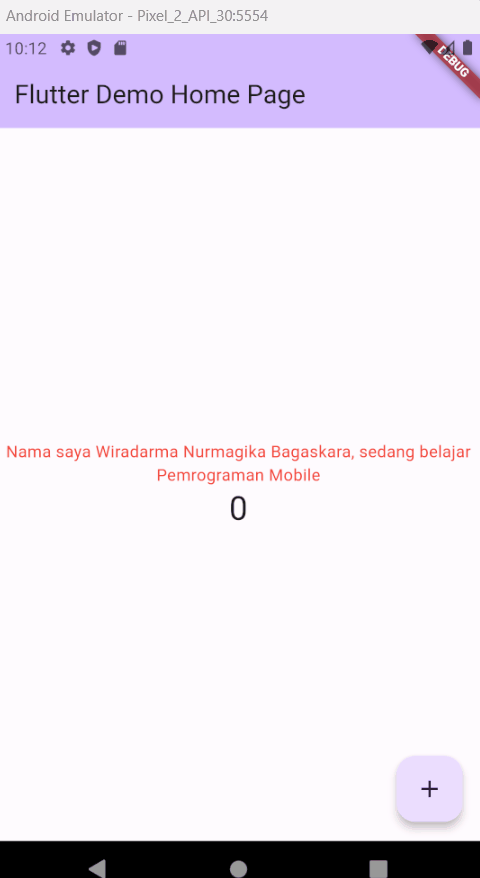 Android Emulator - Pixel_2_API_30:5554
10:12
DEBUG
Flutter Demo Home Page
Nama saya Wiradarma Nurmagika Bagaskara, sedang belajar
Pemrograman Mobile
0
+